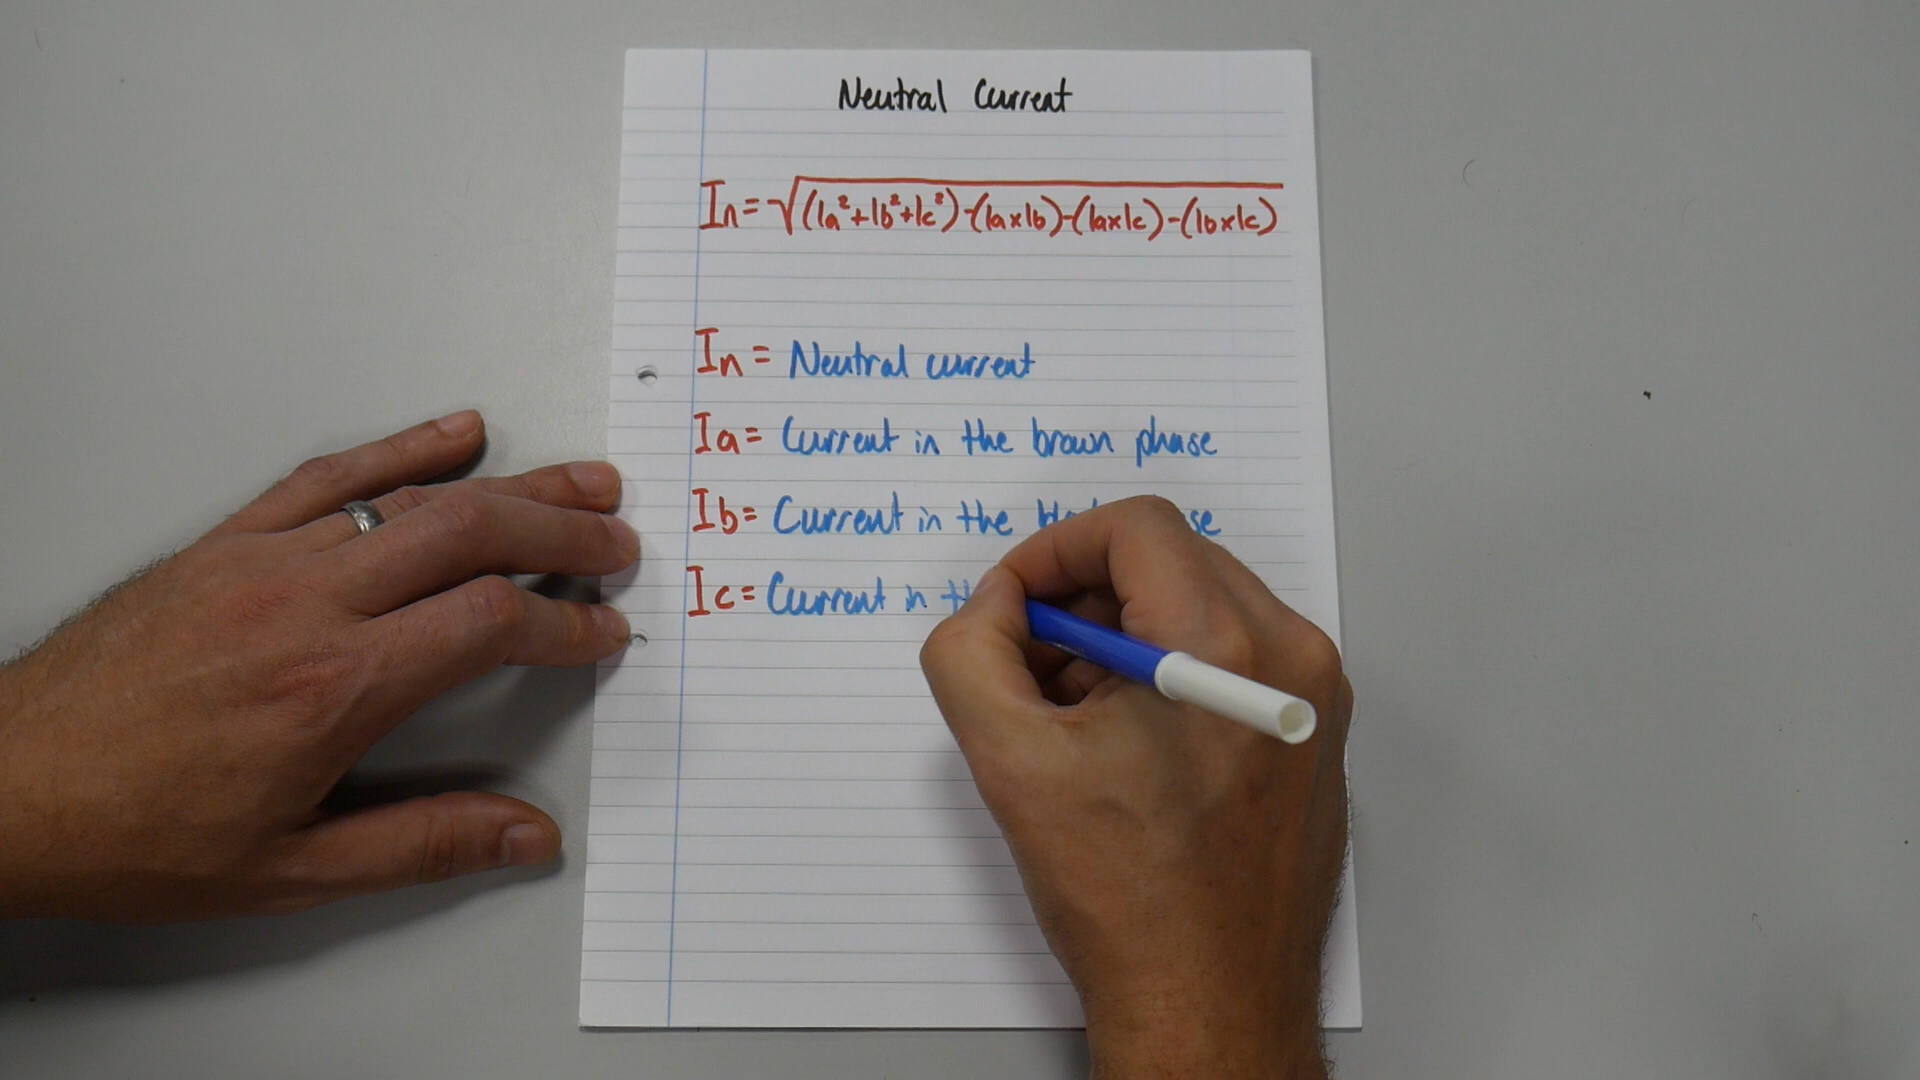 Neutral Current
In = √(Ia²+Ib²+Ic²)-(Ia×Ib)-(Ia×Ic)-(Ib×Ic)
In = Neutral current
Ia = Current in the brown phase
Ib = Current in the
Ic = Current in